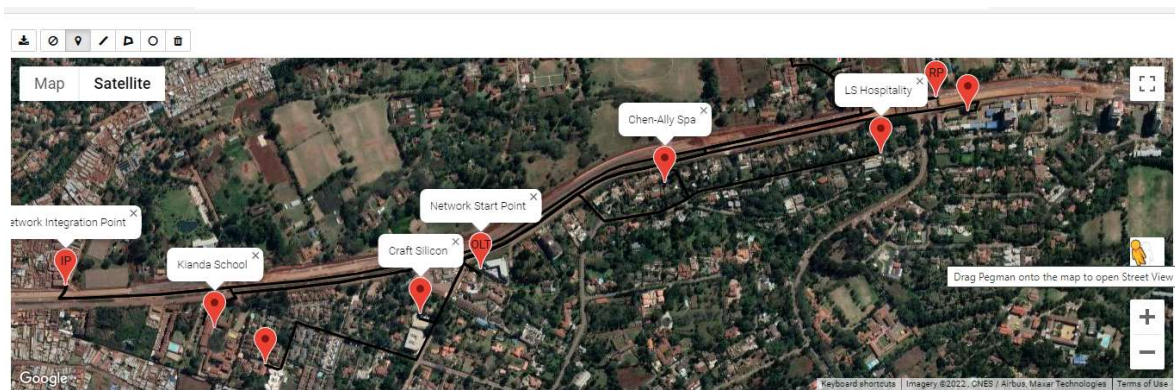 Map
Satellite
RP
LS Hospitality
Chen-Ally Spa
Network Start Point
etwork Integration Point
OLT
Craft Silicon
IP
Kianda School
Drag Pegman onto the map to open Street View
Google
Keyboard shortcuts
Imagery ©2022, CNES / Airbus, Maxar Technologies
Terms of Use